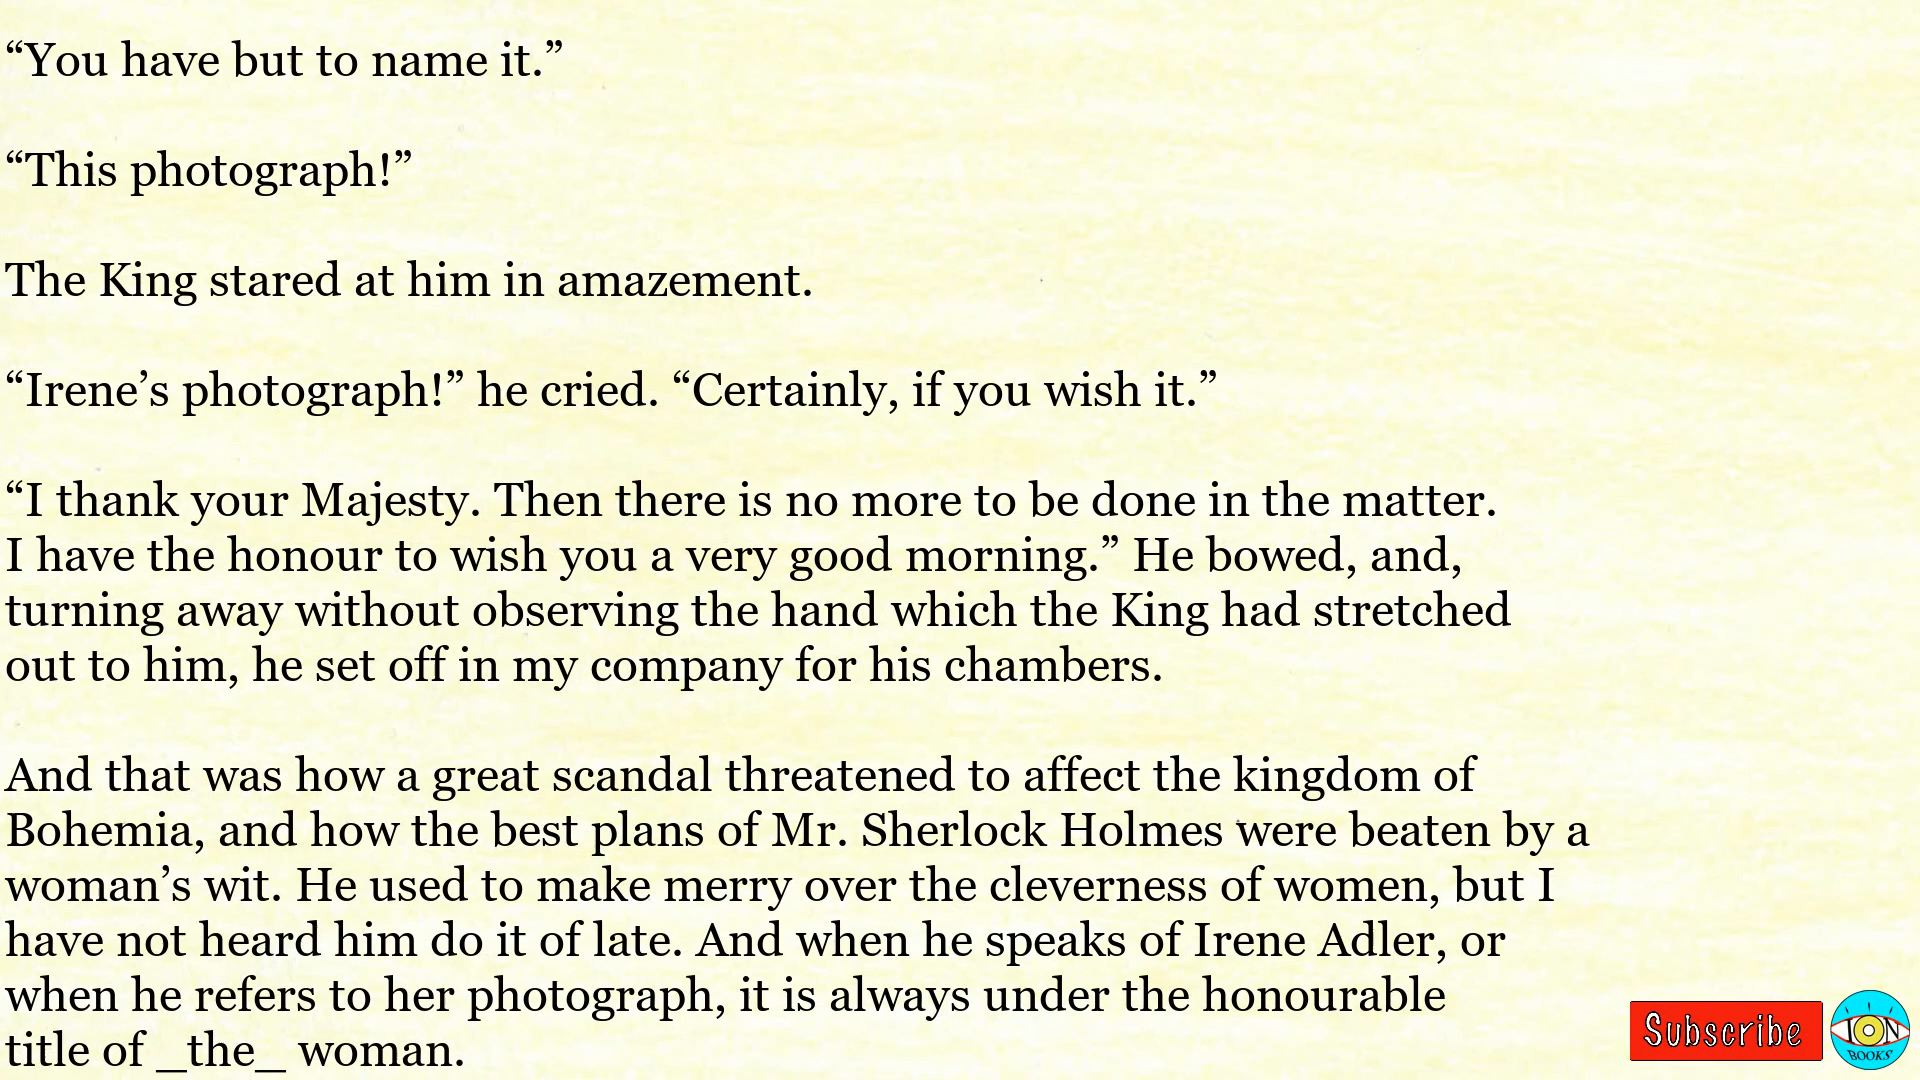 “You have but to name it.”
“This photograph!”
The King stared at him in amazement.
“Irene’s photograph!” he cried. “Certainly, if you wish it.”
“I thank your Majesty. Then there is no more to be done in the matter.
I have the honour to wish you a very good morning.” He bowed, and,
turning away without observing the hand which the King had stretched
out to him, he set off in my company for his chambers.
And that was how a great scandal threatened to affect the kingdom of
Bohemia, and how the best plans of Mr. Sherlock Holmes were beaten by a
woman’s wit. He used to make merry over the cleverness of women, but I
have not heard him do it of late. And when he speaks of Irene Adler, or
when he refers to her photograph, it is always under the honourable
title of _the_ woman.
Subscribe
ION
BOOKS